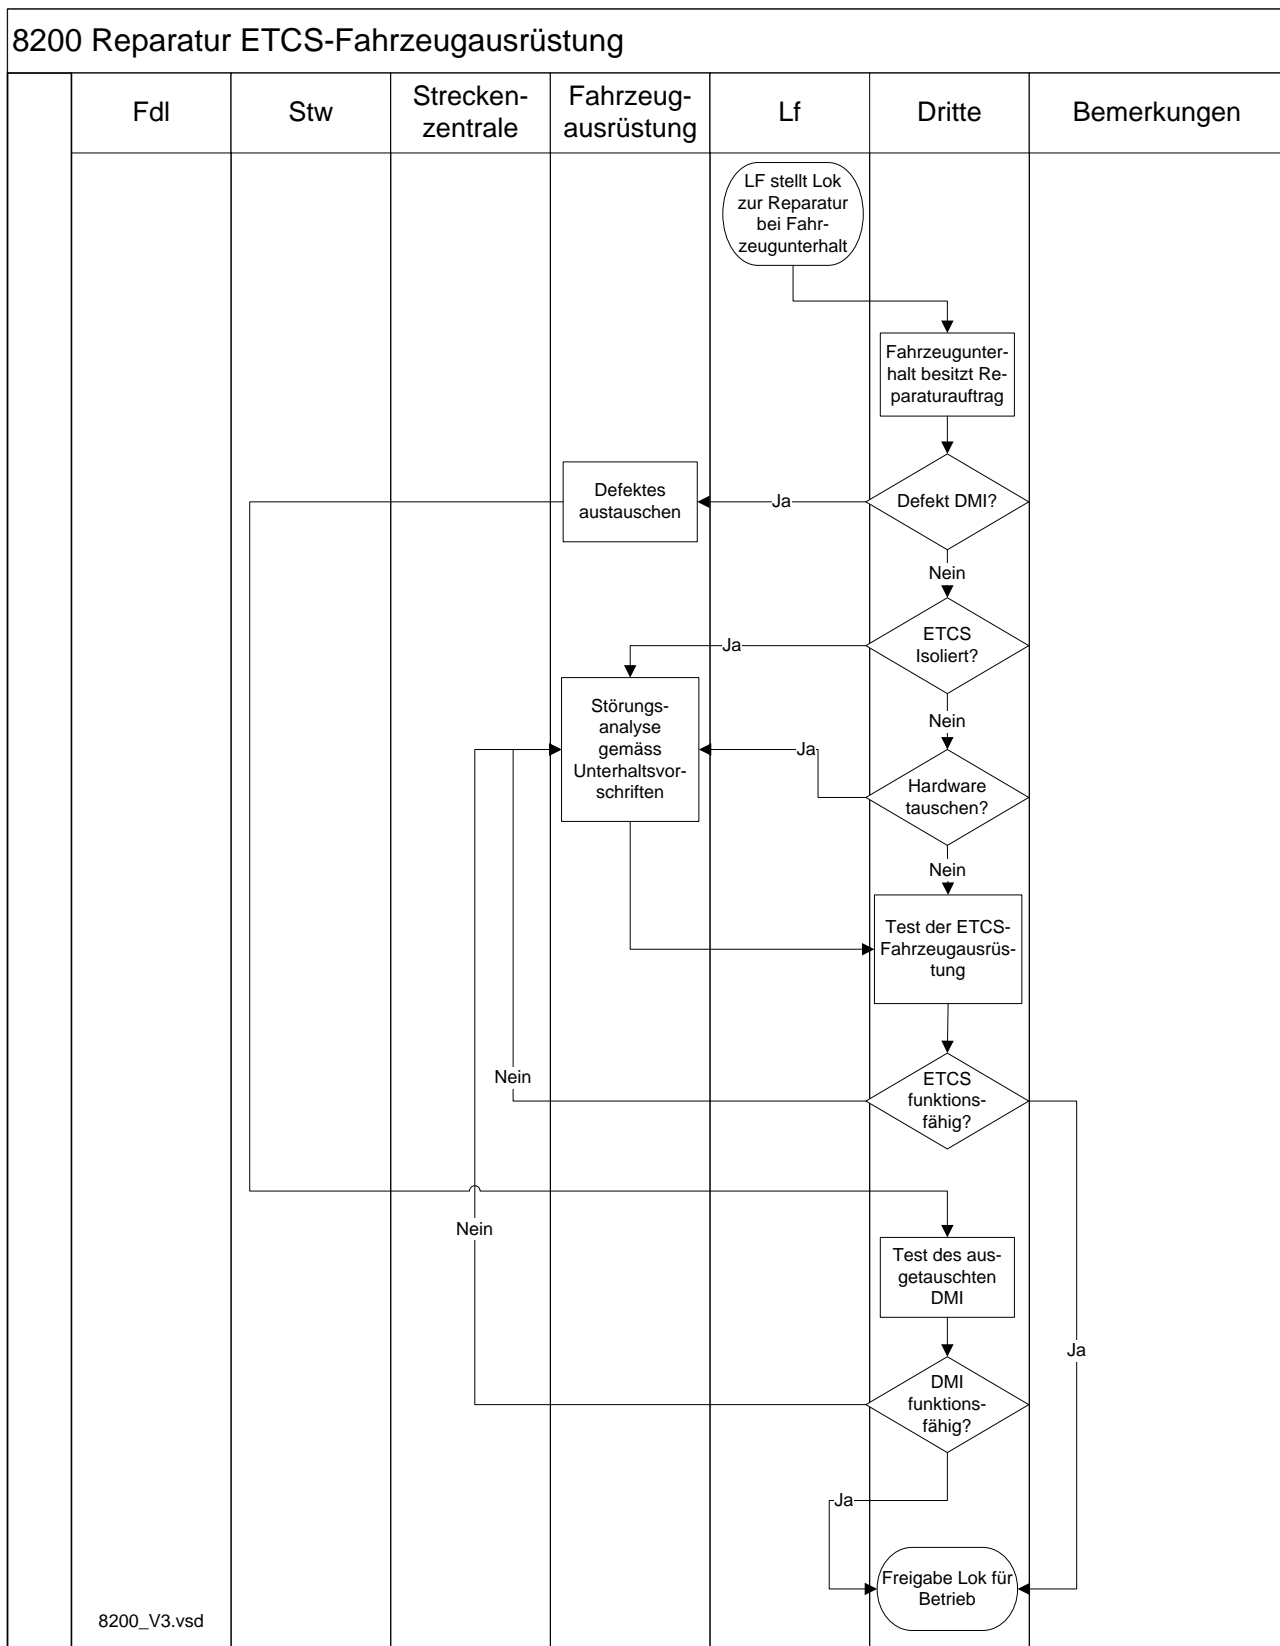 8200 Reparatur ETCS-Fahrzeugausrüstung
Fdl
Stw
Strecken-
zentrale
Fahrzeug-
ausrüstung
Lf
Dritte
Bemerkungen
LF stellt Lok
zur Reparatur
bei Fahr-
zeugunterhalt
Fahrzeugunter-
halt besitzt Re-
paraturauftrag
Defektes
austauschen
Ja
Defekt DMI?
Nein
Ja
ETCS
Isoliert?
Nein
Störungs-
analyse
gemäss
Unterhaltsvor-
schriften
Ja
Hardware
tauschen?
Nein
Test der ETCS-
Fahrzeugausrüs-
tung
Nein
ETCS
funktions-
fähig?
Nein
Test des aus-
getauschten
DMI
Ja
DMI
funktions-
fähig?
Ja
Freigabe Lok für
Betrieb
8200_V3.vsd